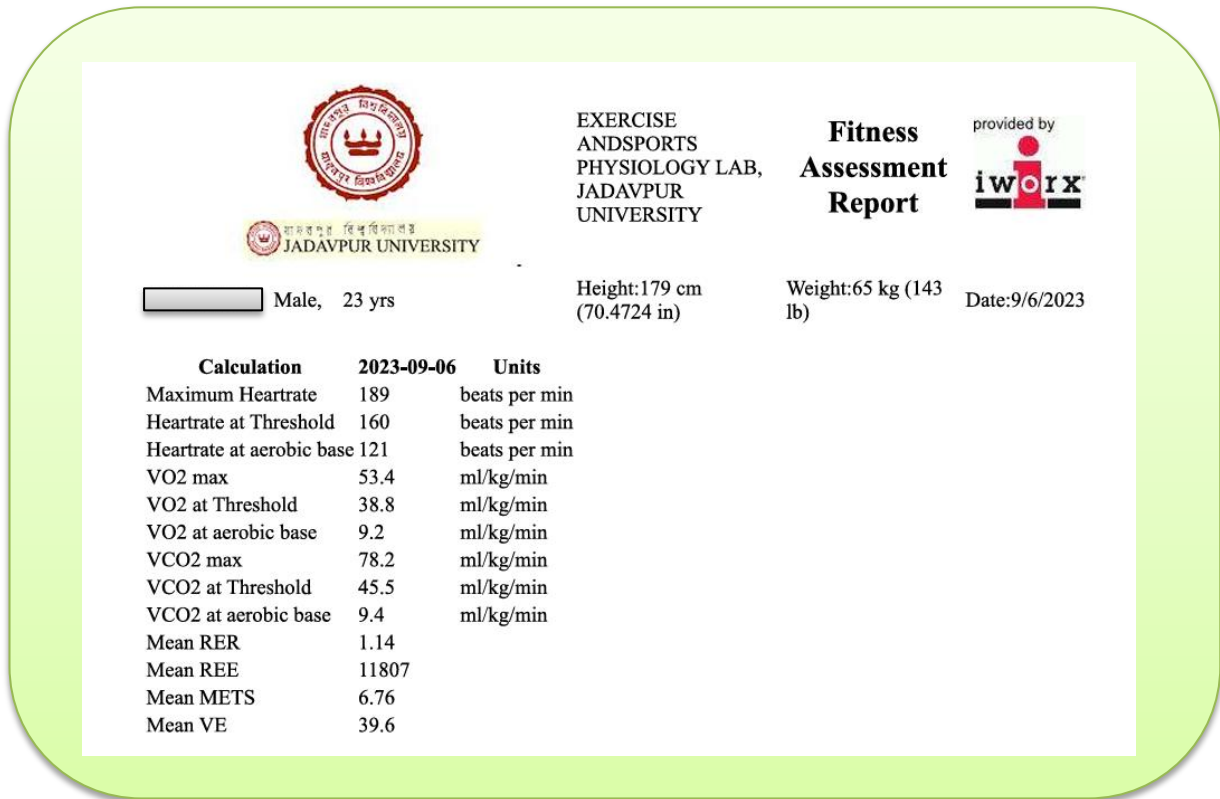 যাদবপুর বিশ্ববিদ্যালয়
যাদবপুর বিশ্ববিদ্যালয়
JADAVPUR UNIVERSITY
EXERCISE
ANDSPORTS
PHYSIOLOGY LAB,
JADAVPUR
UNIVERSITY
Fitness
Assessment
Report
provided by
iworx
Male, 23 yrs
Height:179 cm
(70.4724 in)
Weight:65 kg (143
lb)
Date:9/6/2023
Calculation 2023-09-06 Units
Maximum Heartrate 189 beats per min
Heartrate at Threshold 160 beats per min
Heartrate at aerobic base 121 beats per min
VO2 max 53.4 ml/kg/min
VO2 at Threshold 38.8 ml/kg/min
VO2 at aerobic base 9.2 ml/kg/min
VCO2 max 78.2 ml/kg/min
VCO2 at Threshold 45.5 ml/kg/min
VCO2 at aerobic base 9.4 ml/kg/min
Mean RER 1.14
Mean REE 11807
Mean METS 6.76
Mean VE 39.6